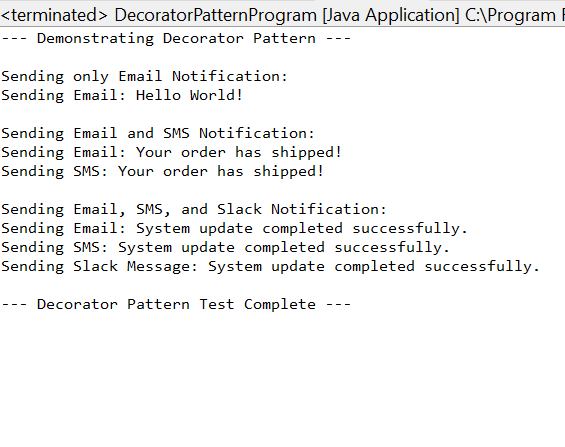 <terminated> DecoratorPatternProgram [Java Application] C:\Program
--- Demonstrating Decorator Pattern ---
Sending only Email Notification:
Sending Email: Hello World!
Sending Email and SMS Notification:
Sending Email: Your order has shipped!
Sending SMS: Your order has shipped!
Sending Email, SMS, and Slack Notification:
Sending Email: System update completed successfully.
Sending SMS: System update completed successfully.
Sending Slack Message: System update completed successfully.
--- Decorator Pattern Test Complete ---